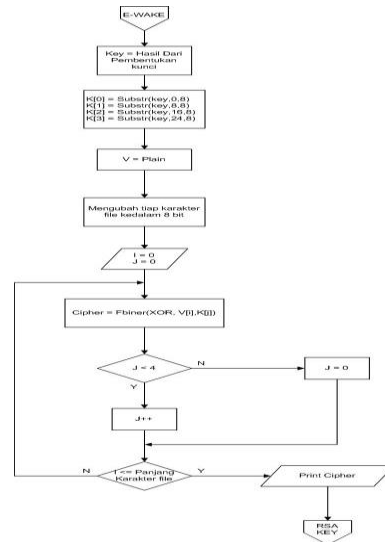 E-WAKE
Key = Hasil Dari
Pembentukan
kunci
K[0] = Substr(key,0,8)
K[1] = Substr(key,8,8)
K[2] = Substr(key,16,8)
K[3] = Substr(key,24,8)
V = Plain
Mengubah tiap karakter
file kedalam 8 bit
I = 0
J = 0
Cipher = Fbiner(XOR, V[i],K[j])
J < 4
N
J = 0
Y
J++
N
I <= Panjang
Karakter file
Y
Print Cipher
RSA
KEY